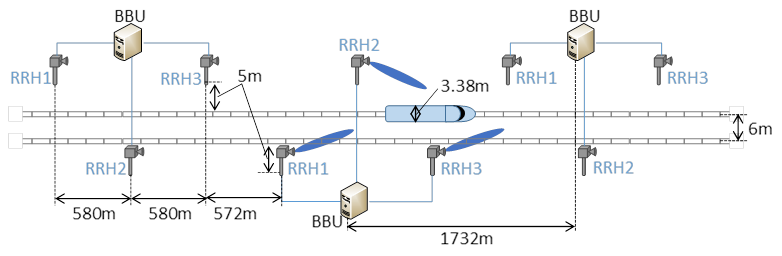 BBU
BBU
RRH2
RRH1
RRH3
5m
3.38m
RRH1
RRH3
6m
RRH2
RRH1
RRH3
RRH2
580m
580m
572m
BBU
1732m